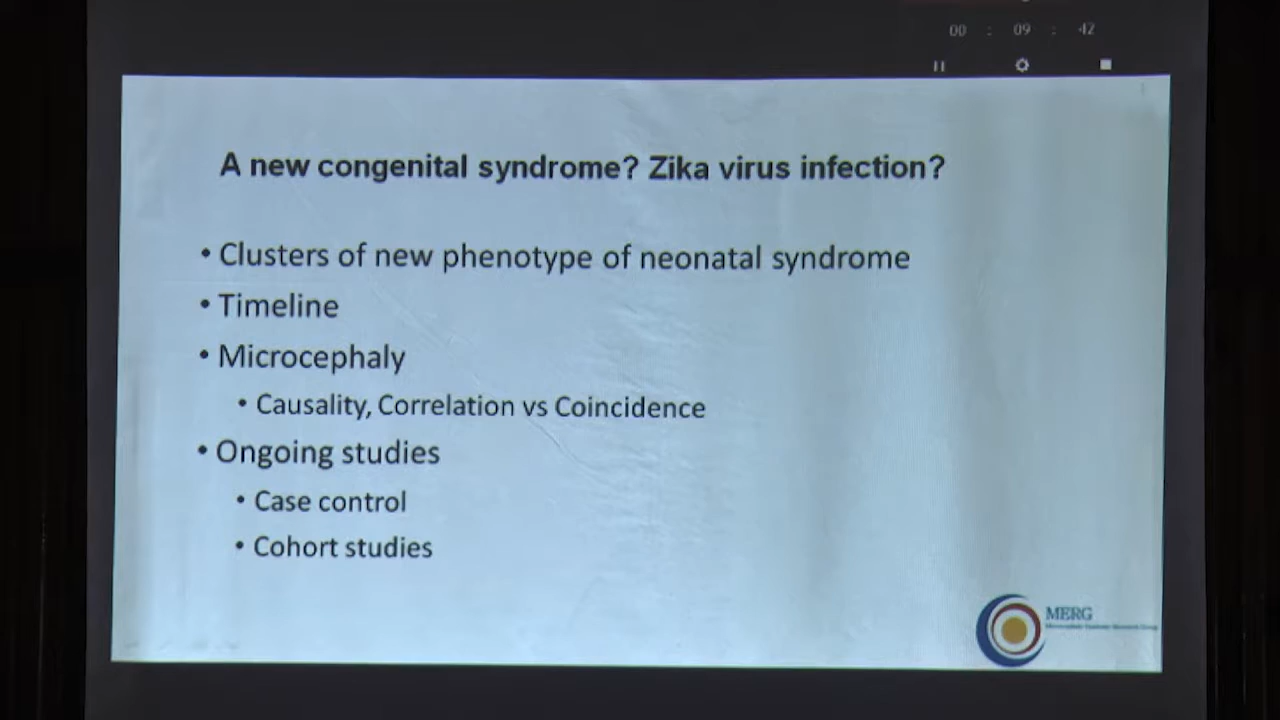 00 : 09 : 42
A new congenital syndrome? Zika virus infection?
• Clusters of new phenotype of neonatal syndrome
• Timeline
• Microcephaly
• Causality, Correlation vs Coincidence
• Ongoing studies
• Case control
• Cohort studies
MERG